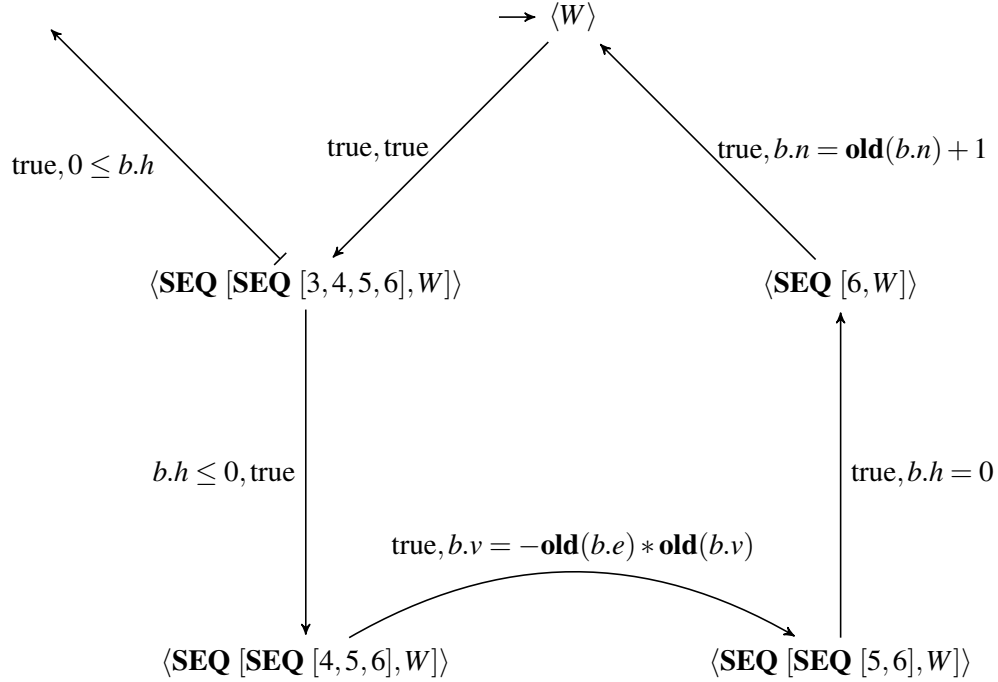 ⟨W⟩
true, 0 ≤ b.h
true, true
true, b.n = old(b.n) + 1
⟨SEQ [SEQ [3,4,5,6],W]⟩
⟨SEQ [6,W]⟩
b.h ≤ 0, true
true, b.h = 0
true, b.v = −old(b.e) ∗ old(b.v)
⟨SEQ [SEQ [4,5,6],W]⟩
⟨SEQ [SEQ [5,6],W]⟩